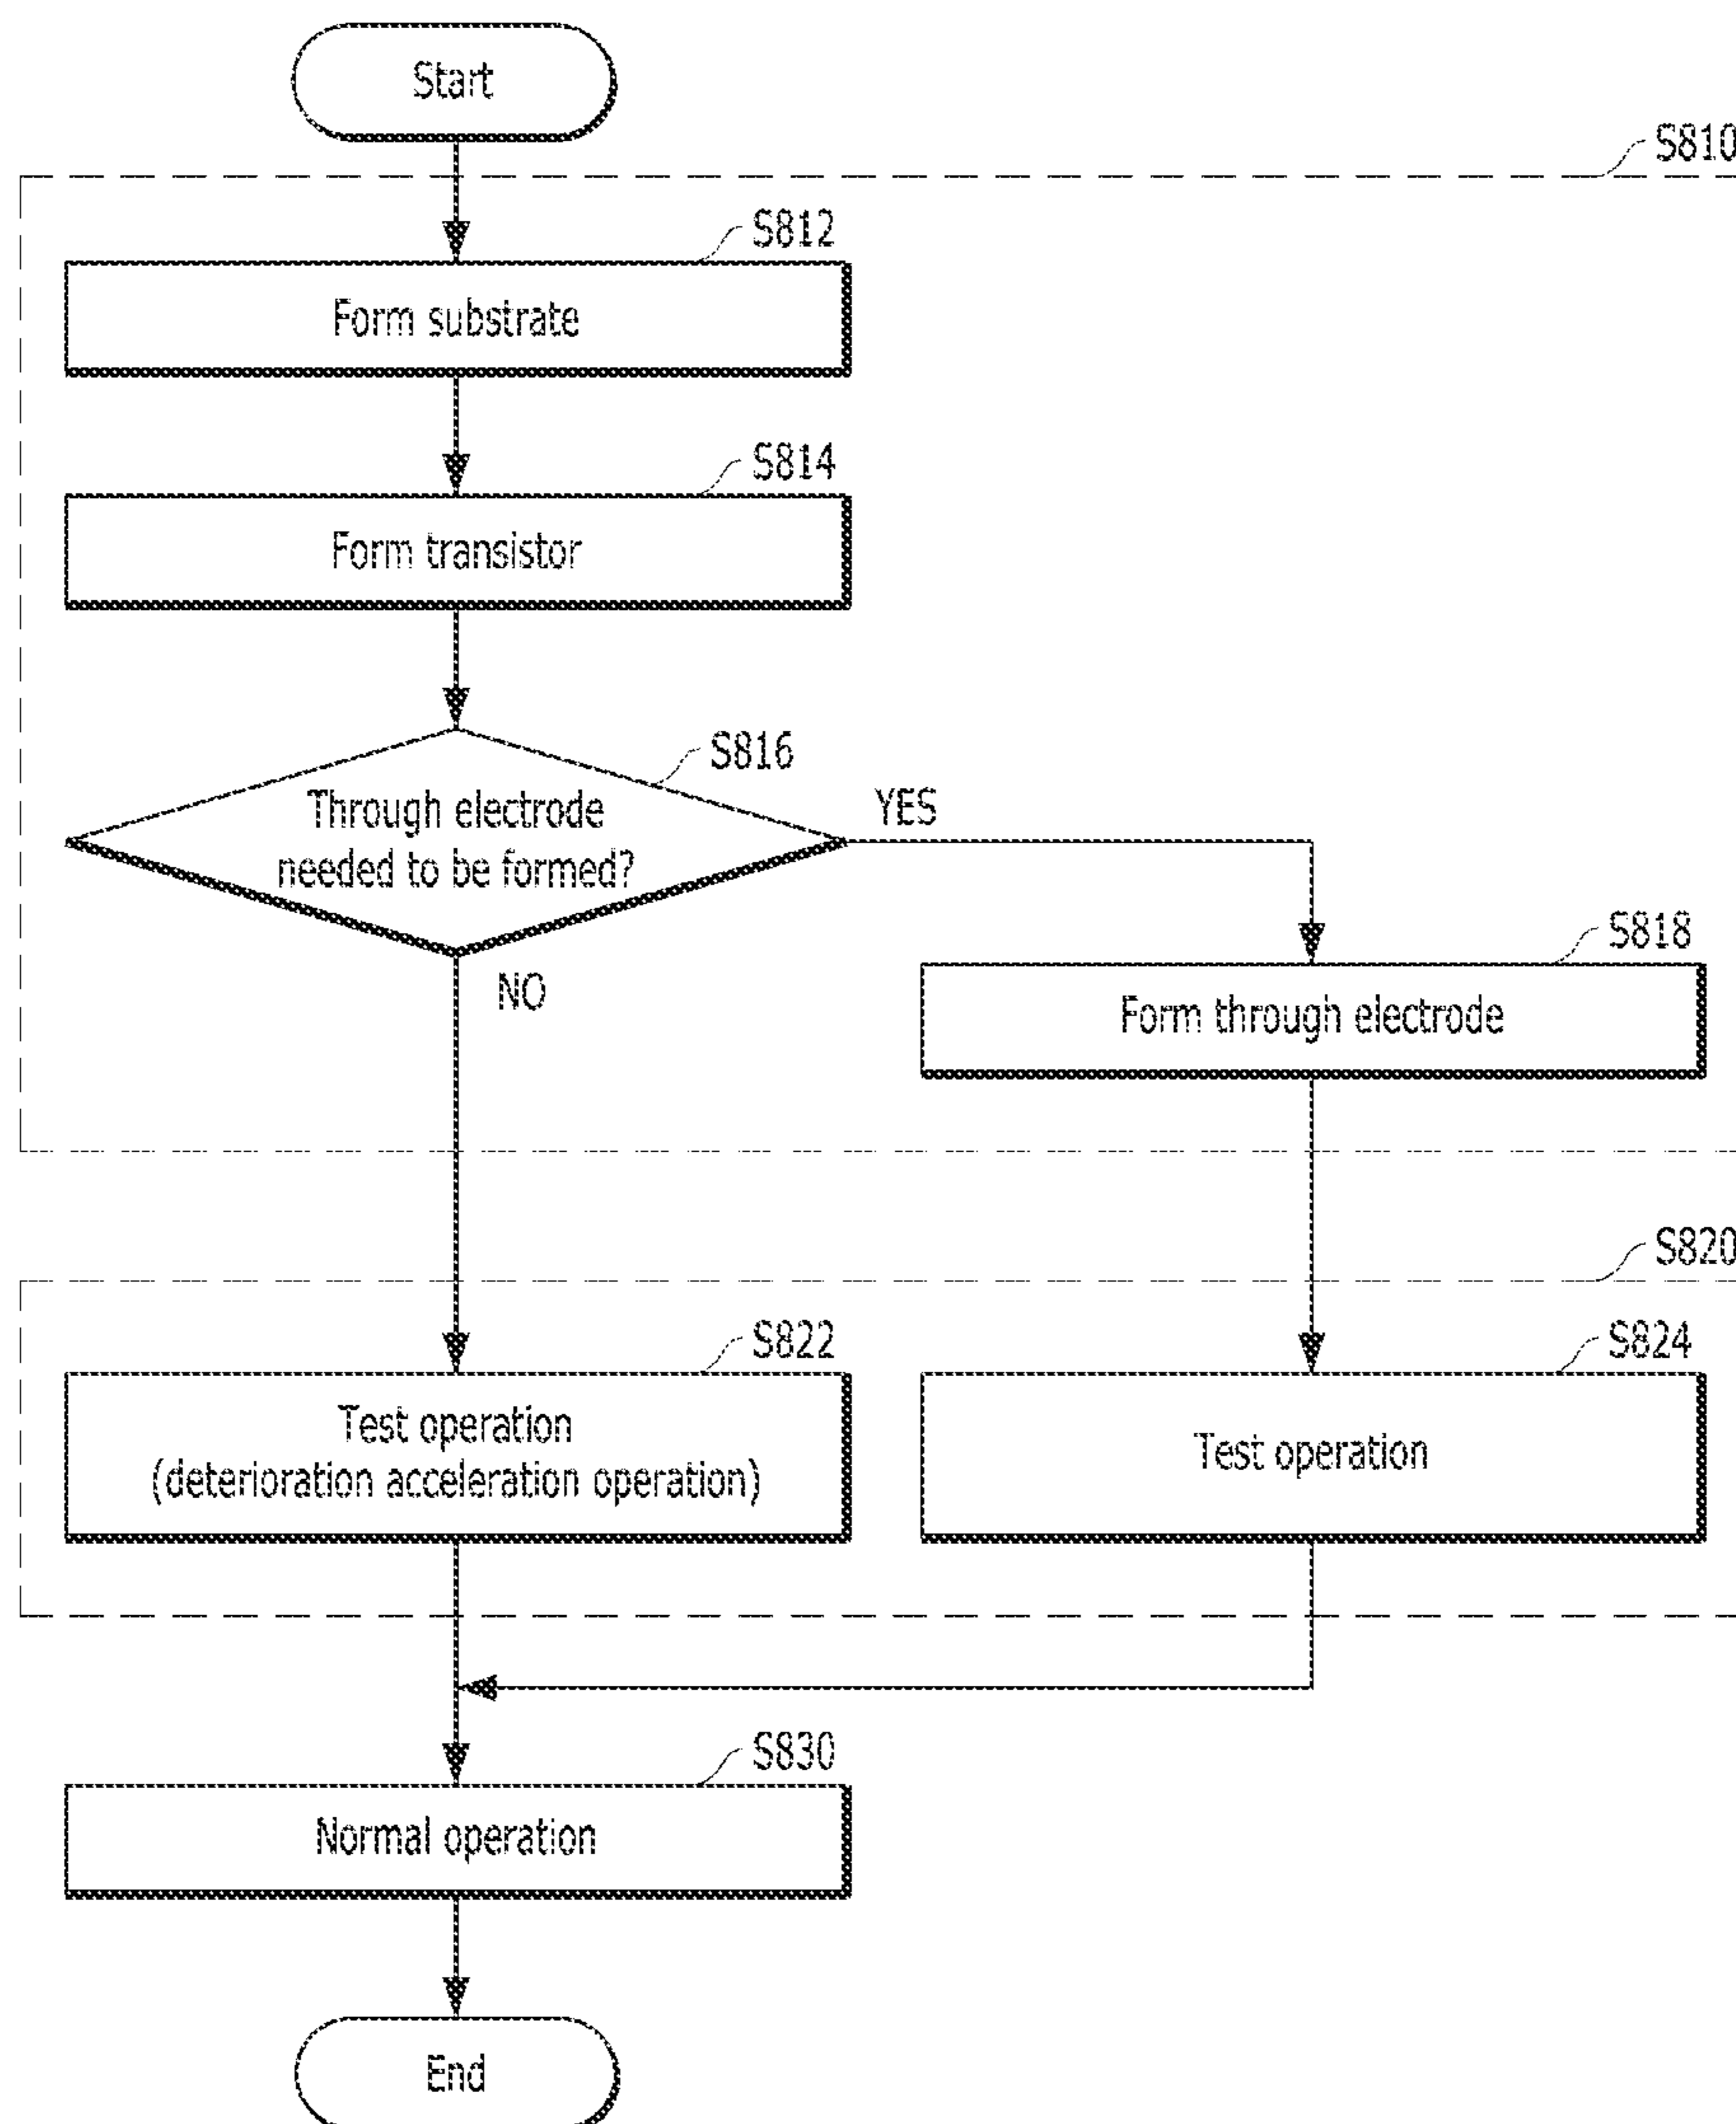 Start
S810
S812
Form substrate
S814
Form transistor
S816
Through electrode
needed to be formed?
YES
NO
S818
Form through electrode
S820
S822
Test operation
(deterioration acceleration operation)
S824
Test operation
S830
Normal operation
End